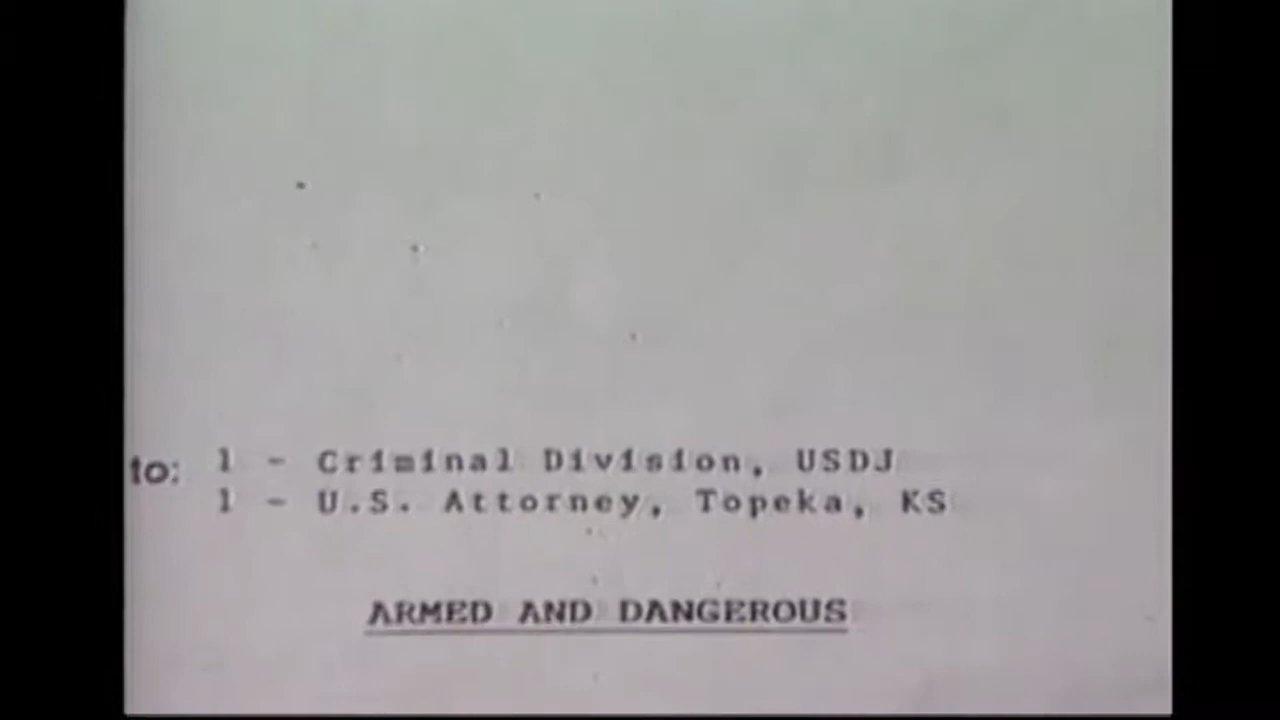 to: 1 - Criminal Division, USDJ
1 - U.S. Attorney, Topeka, KS
ARMED AND DANGEROUS